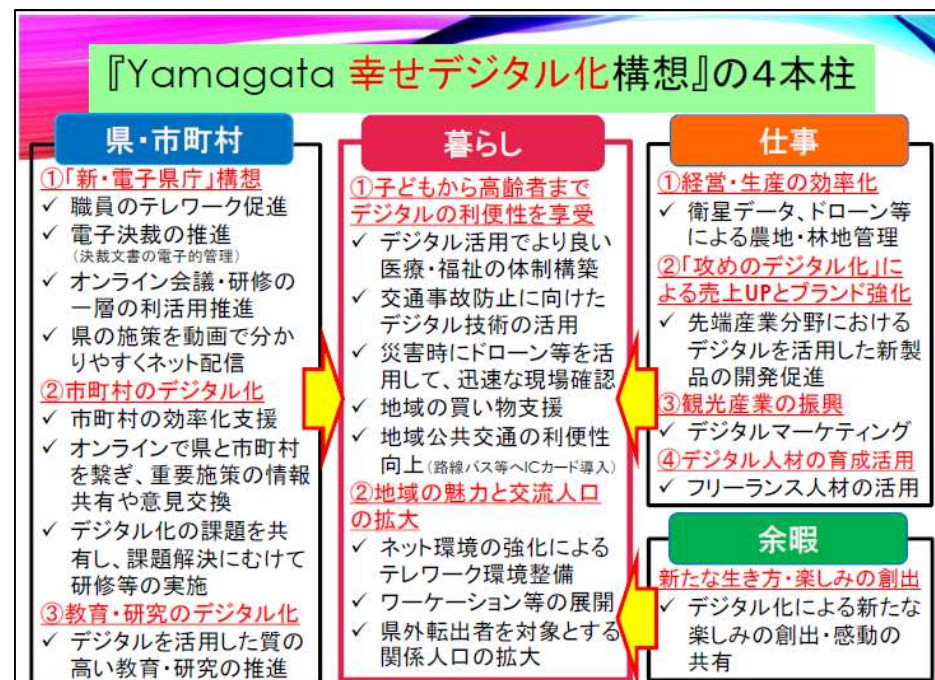 『Yamagata 幸せデジタル化構想』の4本柱
県・市町村
①「新・電子県庁」構想
✓ 職員のテレワーク促進
✓ 電子決裁の推進
(決裁文書の電子的管理)
✓ オンライン会議・研修の
一層の利活用推進
✓ 県の施策を動画で分か
りやすくネット配信
②市町村のデジタル化
✓ 市町村の効率化支援
✓ オンラインで県と市町村
を繋ぎ、重要施策の情報
共有や意見交換
✓ デジタル化の課題を共
有し、課題解決にむけて
研修等の実施
③教育・研究のデジタル化
✓ デジタルを活用した質の
高い教育・研究の推進
暮らし
①子どもから高齢者まで
デジタルの利便性を享受
✓ デジタル活用でより良い
医療・福祉の体制構築
✓ 交通事故防止に向けた
デジタル技術の活用
✓ 災害時にドローン等を活
用して、迅速な現場確認
✓ 地域の買い物支援
✓ 地域公共交通の利便性
向上(路線バス等へICカード導入)
②地域の魅力と交流人口
の拡大
✓ ネット環境の強化による
テレワーク環境整備
✓ ワーケーション等の展開
✓ 県外転出者を対象とする
関係人口の拡大
仕事
①経営・生産の効率化
✓ 衛星データ、ドローン等
による農地・林地管理
②「攻めのデジタル化」に
よる売上UPとブランド強化
✓ 先端産業分野における
デジタルを活用した新製
品の開発促進
③観光産業の振興
✓ デジタルマーケティング
④デジタル人材の育成活用
✓ フリーランス人材の活用
余暇
新たな生き方・楽しみの創出
✓ デジタル化による新たな
楽しみの創出・感動の
共有